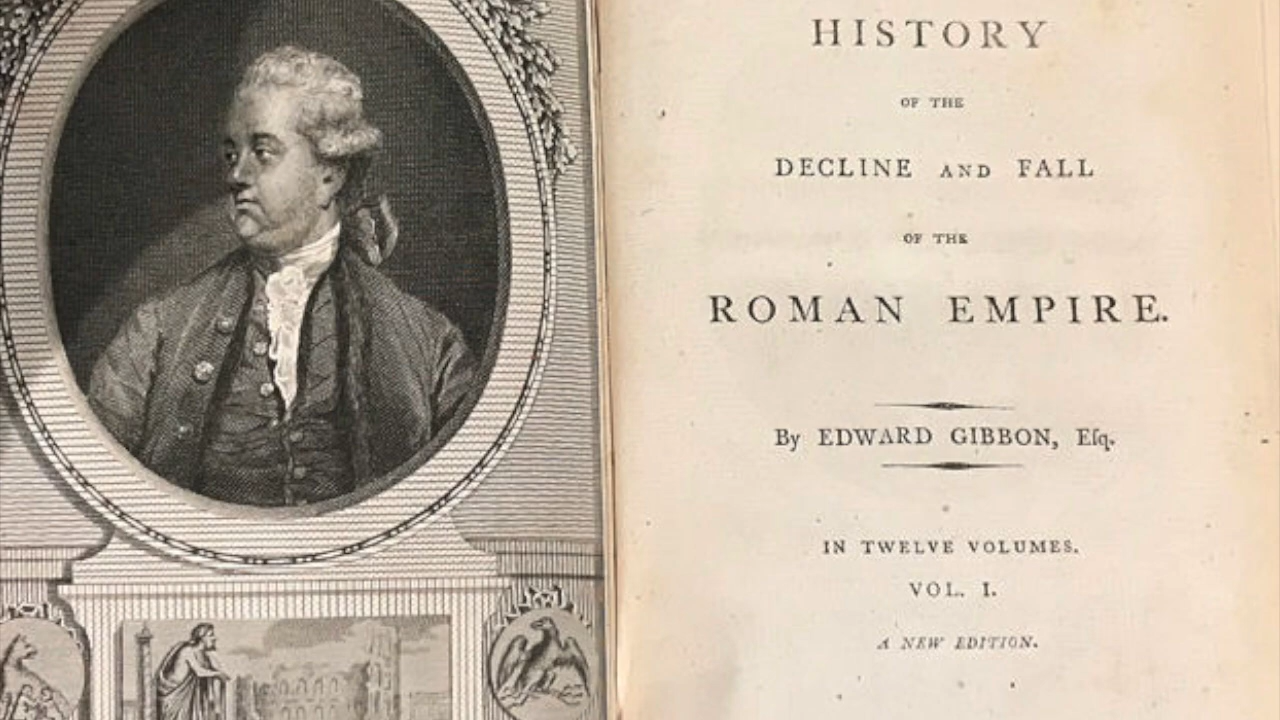 HISTORY
OF THE
DECLINE AND FALL
OF THE
ROMAN EMPIRE.
By EDWARD GIBBON, Eſq.
IN TWELVE VOLUMES.
VOL. I.
A NEW EDITION.